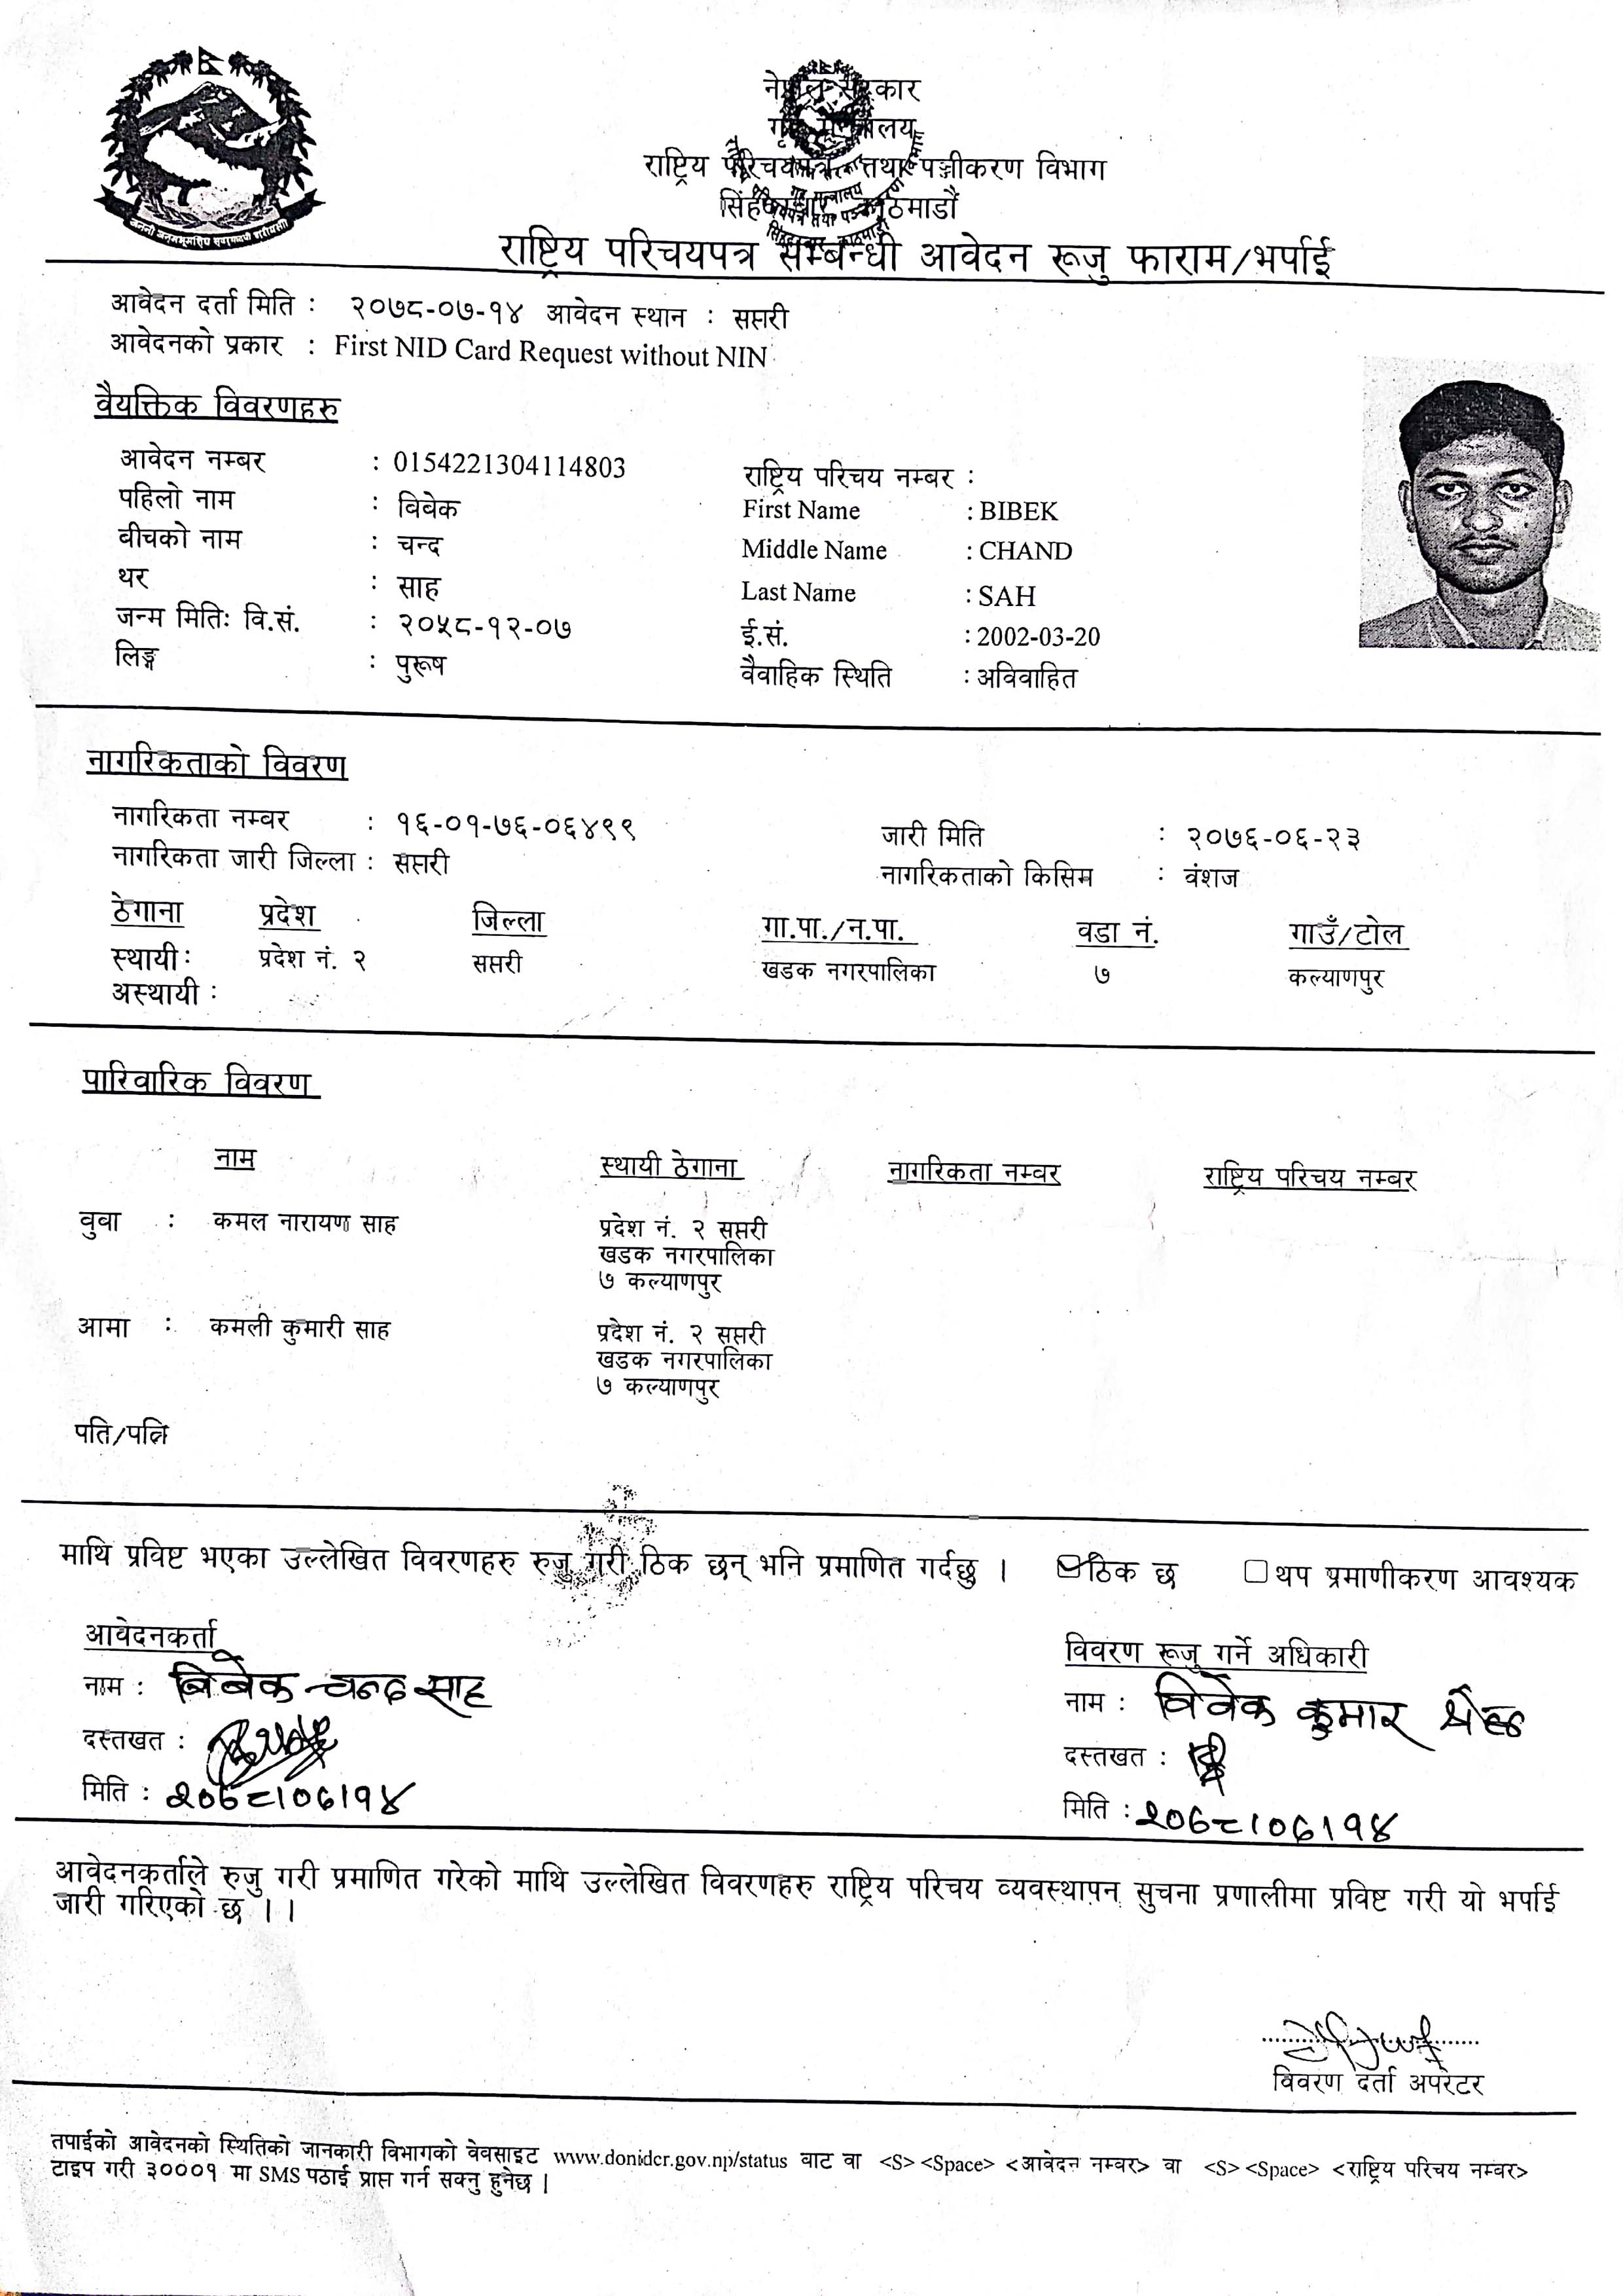 नेपाल सरकार
गृह मन्त्रालय
राष्ट्रिय परिचयपत्र तथा पञ्जीकरण विभाग
सिंहदरबार काठमाडौं
राष्ट्रिय परिचयपत्र सम्बन्धी आवेदन रूजु फाराम/भर्पाई
आवेदन दर्ता मिति : २०७८-०७-१४ आवेदन स्थान : सप्तरी
आवेदनको प्रकार : First NID Card Request without NIN
वैयक्तिक विवरणहरु
आवेदन नम्बर : 0154221304114803 राष्ट्रिय परिचय नम्बर :
पहिलो नाम : बिबेक First Name : BIBEK
बीचको नाम : चन्द Middle Name : CHAND
थर : साह Last Name : SAH
जन्म मितिः वि.सं. : २०५८-१२-०७ ई.सं. : 2002-03-20
लिङ्ग : पुरूष वैवाहिक स्थिति : अविवाहित
नागरिकताको विवरण
नागरिकता नम्वर : १६-०१-७६-०६४९९ जारी मिति : २०७६-०६-२३
नागरिकता जारी जिल्ला : सप्तरी नागरिकताको किसिम : वंशज
ठेगाना प्रदेश जिल्ला गा.पा./न.पा. वडा नं. गाउँ/टोल
स्थायी: प्रदेश नं. २ सप्तरी खडक नगरपालिका ७ कल्याणपुर
अस्थायी :
पारिवारिक विवरण
नाम स्थायी ठेगाना नागरिकता नम्वर राष्ट्रिय परिचय नम्वर
वुवा : कमल नारायण साह प्रदेश नं. २ सप्तरी
खडक नगरपालिका
७ कल्याणपुर
आमा : कमली कुमारी साह प्रदेश नं. २ सप्तरी
खडक नगरपालिका
७ कल्याणपुर
पति/पत्नि
माथि प्रविष्ट भएका उल्लेखित विवरणहरु रुजु गरी ठिक छन् भनि प्रमाणित गर्दछु । ठिक छ थप प्रमाणीकरण आवश्यक
आवेदनकर्ता विवरण रूजु गर्ने अधिकारी
नाम : बिबेक चन्द साह नाम : विवेक कुमार श्रेष्ठ
दस्तखत : दस्तखत :
मिति : २०७८।०७।१४ मिति : २०७८।०७।१४
आवेदनकर्ताले रुजु गरी प्रमाणित गरेको माथि उल्लेखित विवरणहरु राष्ट्रिय परिचय व्यवस्थापन सुचना प्रणालीमा प्रविष्ट गरी यो भर्पाई
जारी गरिएको छ ।।
विवरण दर्ता अपरेटर
तपाईको आवेदनको स्थितिको जानकारी विभागको वेवसाइट www.donidcr.gov.np/status बाट वा <S> <Space> <आवेदन नम्बर> वा <S> <Space> <राष्ट्रिय परिचय नम्बर>
टाइप गरी ३०००१ मा SMS पठाई प्राप्त गर्न सक्नु हुनेछ |